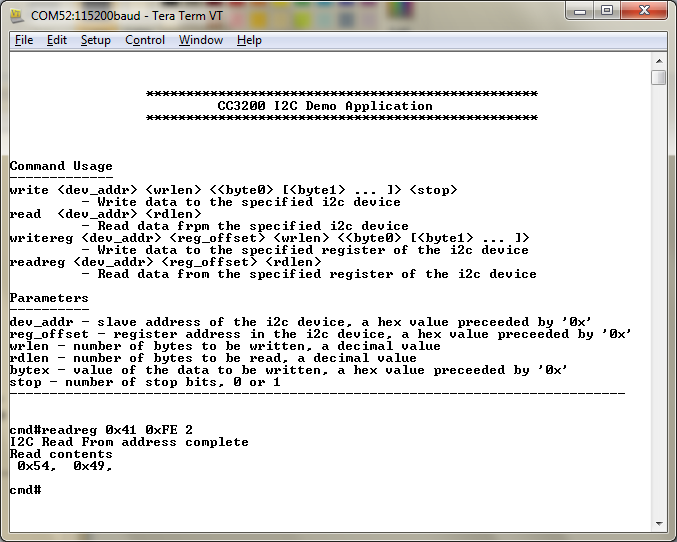 COM52:115200baud - Tera Term VT
File Edit Setup Control Window Help
*************************************************
CC3200 I2C Demo Application
*************************************************
Command Usage
-------------
write <dev_addr> <wrlen> <<byte0> [<byte1> ... ]> <stop>
- Write data to the specified i2c device
read <dev_addr> <rdlen>
- Read data frpm the specified i2c device
writereg <dev_addr> <reg_offset> <wrlen> <<byte0> [<byte1> ... ]>
- Write data to the specified register of the i2c device
readreg <dev_addr> <reg_offset> <rdlen>
- Read data from the specified register of the i2c device
Parameters
----------
dev_addr - slave address of the i2c device, a hex value preceeded by '0x'
reg_offset - register address in the i2c device, a hex value preceeded by '0x'
wrlen - number of bytes to be written, a decimal value
rdlen - number of bytes to be read, a decimal value
bytex - value of the data to be written, a hex value preceeded by '0x'
stop - number of stop bits, 0 or 1
-----------------------------------------------------------------------------
cmd#readreg 0x41 0xFE 2
I2C Read From address complete
Read contents
0x54, 0x49,
cmd#